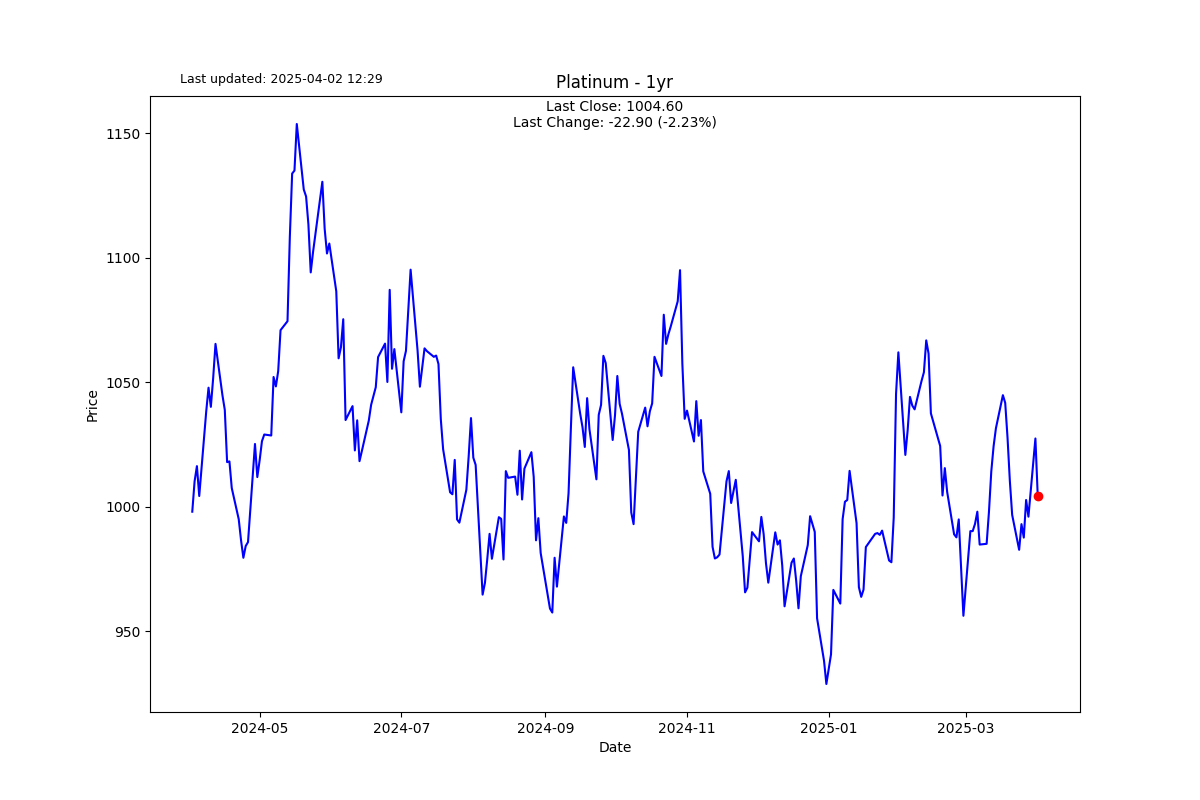 Last updated: 2025-04-02 12:29
Platinum - 1yr
Last Close: 1004.60
Last Change: -22.90 (-2.23%)
1150
1100
1050
1000
950
Price
2024-05
2024-07
2024-09
2024-11
2025-01
2025-03
Date